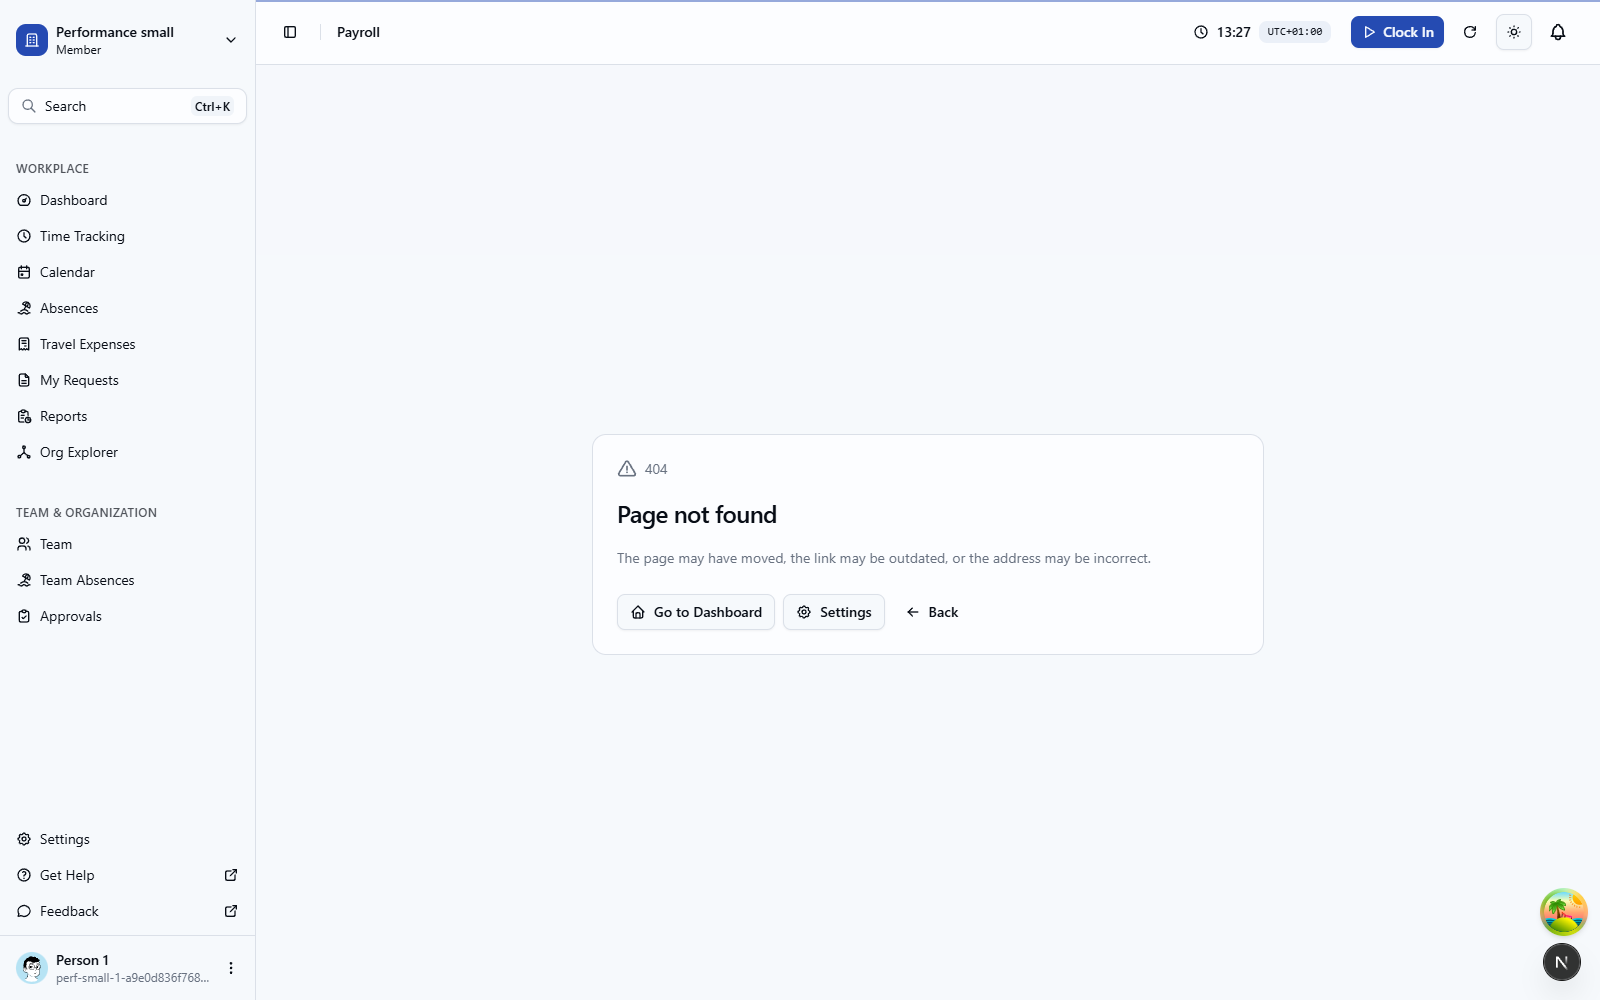 Performance small
Member
Search
Ctrl+K
WORKPLACE
Dashboard
Time Tracking
Calendar
Absences
Travel Expenses
My Requests
Reports
Org Explorer
TEAM & ORGANIZATION
Team
Team Absences
Approvals
Settings
Get Help
Feedback
Person 1
perf-small-1-a9e0d836f768...
Payroll
13:27 UTC+01:00
Clock In
404
Page not found
The page may have moved, the link may be outdated, or the address may be incorrect.
Go to Dashboard Settings Back
N